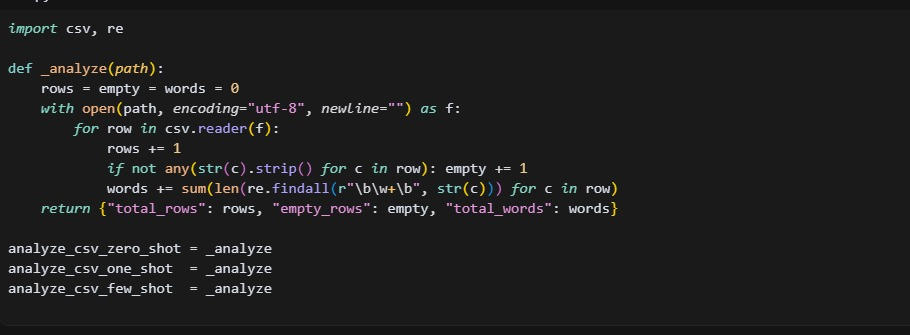 import csv, re
def _analyze(path):
    rows = empty = words = 0
    with open(path, encoding="utf-8", newline="") as f:
        for row in csv.reader(f):
            rows += 1
            if not any(str(c).strip() for c in row): empty += 1
            words += sum(len(re.findall(r"\b\w+\b", str(c))) for c in row)
    return {"total_rows": rows, "empty_rows": empty, "total_words": words}
analyze_csv_zero_shot = _analyze
analyze_csv_one_shot  = _analyze
analyze_csv_few_shot  = _analyze